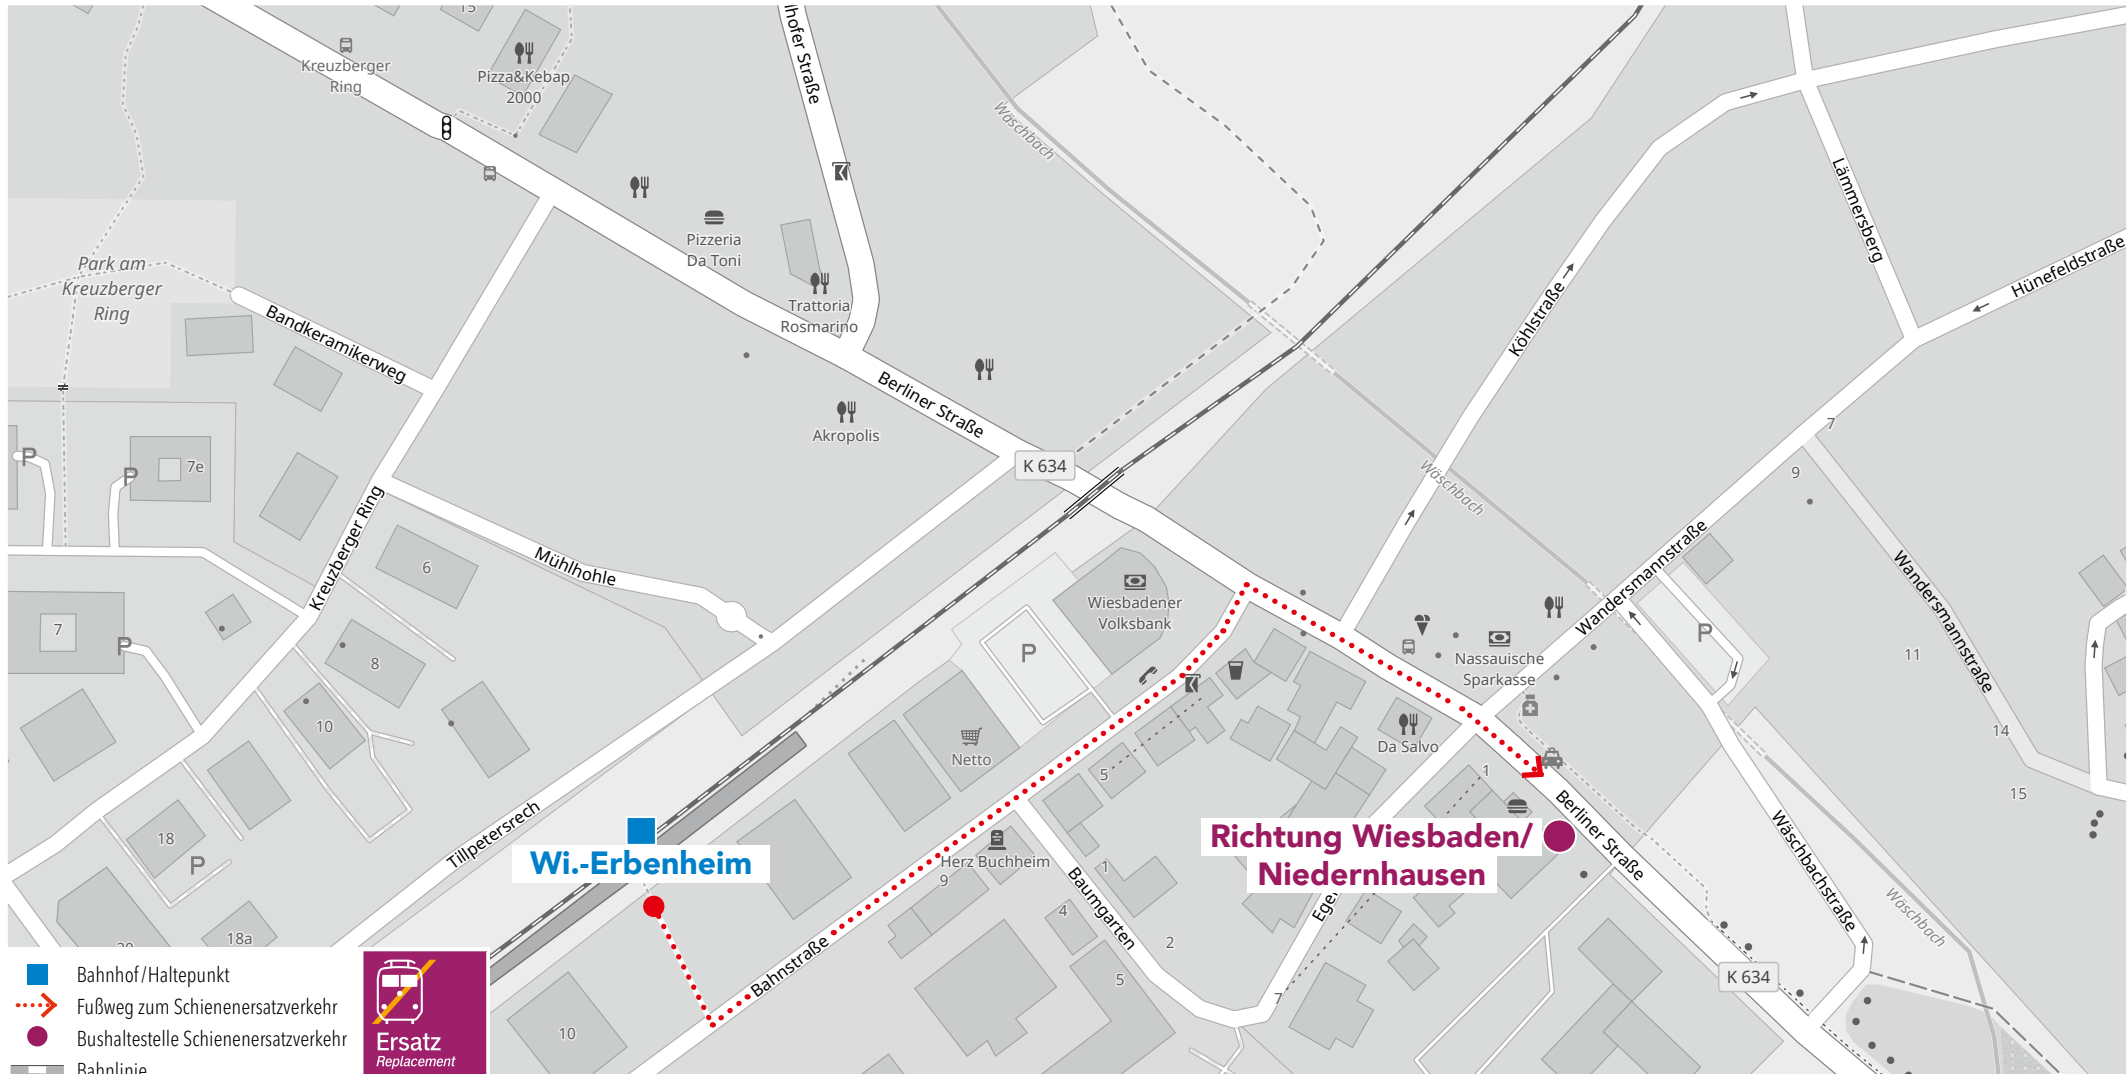 15
Kreuzberger
Ring
Pizza&Kebap
2000
lhofer Straße
Wäschbach
Lämmersberg
Hünefeldstraße
Park am
Kreuzberger
Ring
Pizzeria
Da Toni
Trattoria
Rosmarino
Bandkeramikerweg
Köhlstraße
Berliner Straße
Akropolis
K 634
7
9
Wäschbach
P
P
7e
Kreuzberger Ring
Mühlhohle
6
Wiesbadener
Volksbank
Wandersmannstraße
Wandersmannstraße
7
P
8
P
P
11
Nassauische
Sparkasse
10
14
Netto
Da Salvo
5
1
15
Tillpetersrech
18
P
Wi.-Erbenheim
Herz Buchheim
9
1
Richtung Wiesbaden/
Niedernhausen
Berliner Straße
Wäschbachstraße
Wäschbach
Baumgarten
4
2
5
7
Bahnstraße
18a
10
K 634
Bahnhof/Haltepunkt
Fußweg zum Schienenersatzverkehr
Bushaltestelle Schienenersatzverkehr
Bahnlinie
Ersatz
Replacement